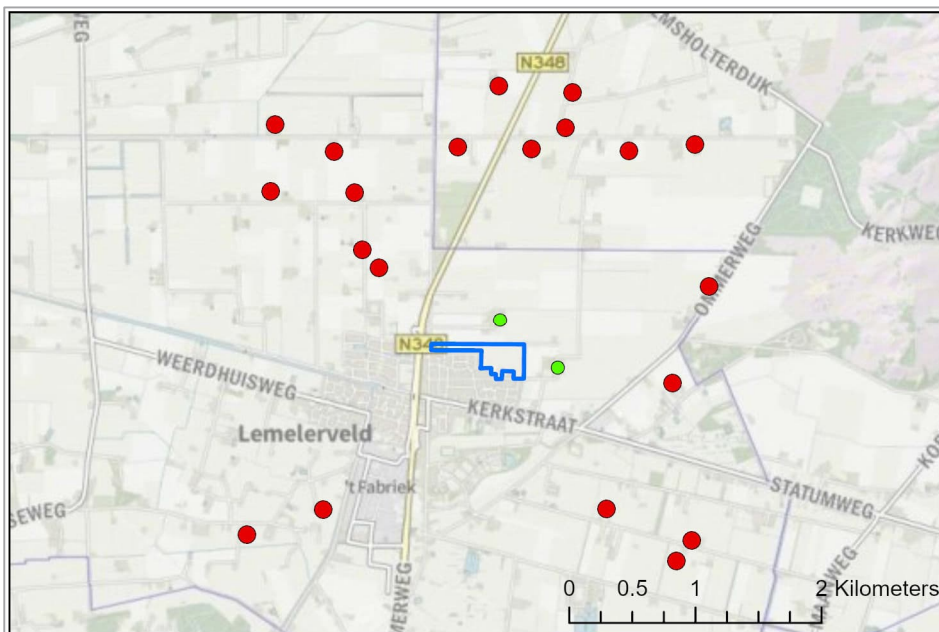 EMSHOLTERDIJK
N348
KERKWEG
OMMERWEG
N348
WEERDHUISWEG
KERKSTRAAT
Lemelerveld
't Fabriek
STATUMWEG
SEWEG
MERWEG
0 0.5 1 2 Kilometers